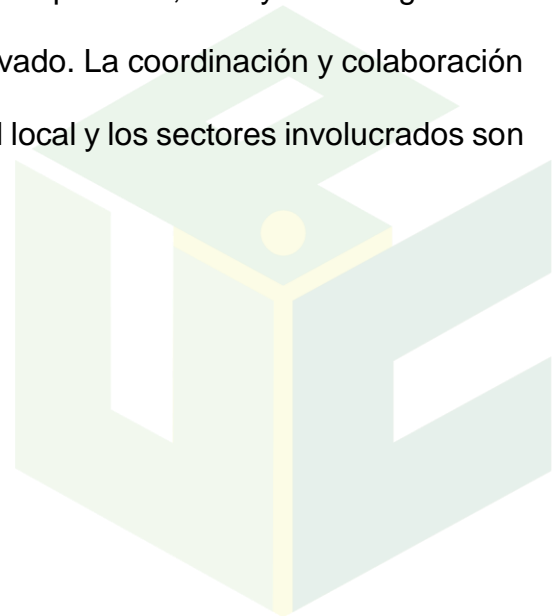 vado. La coordinación y colaboración
local y los sectores involucrados son